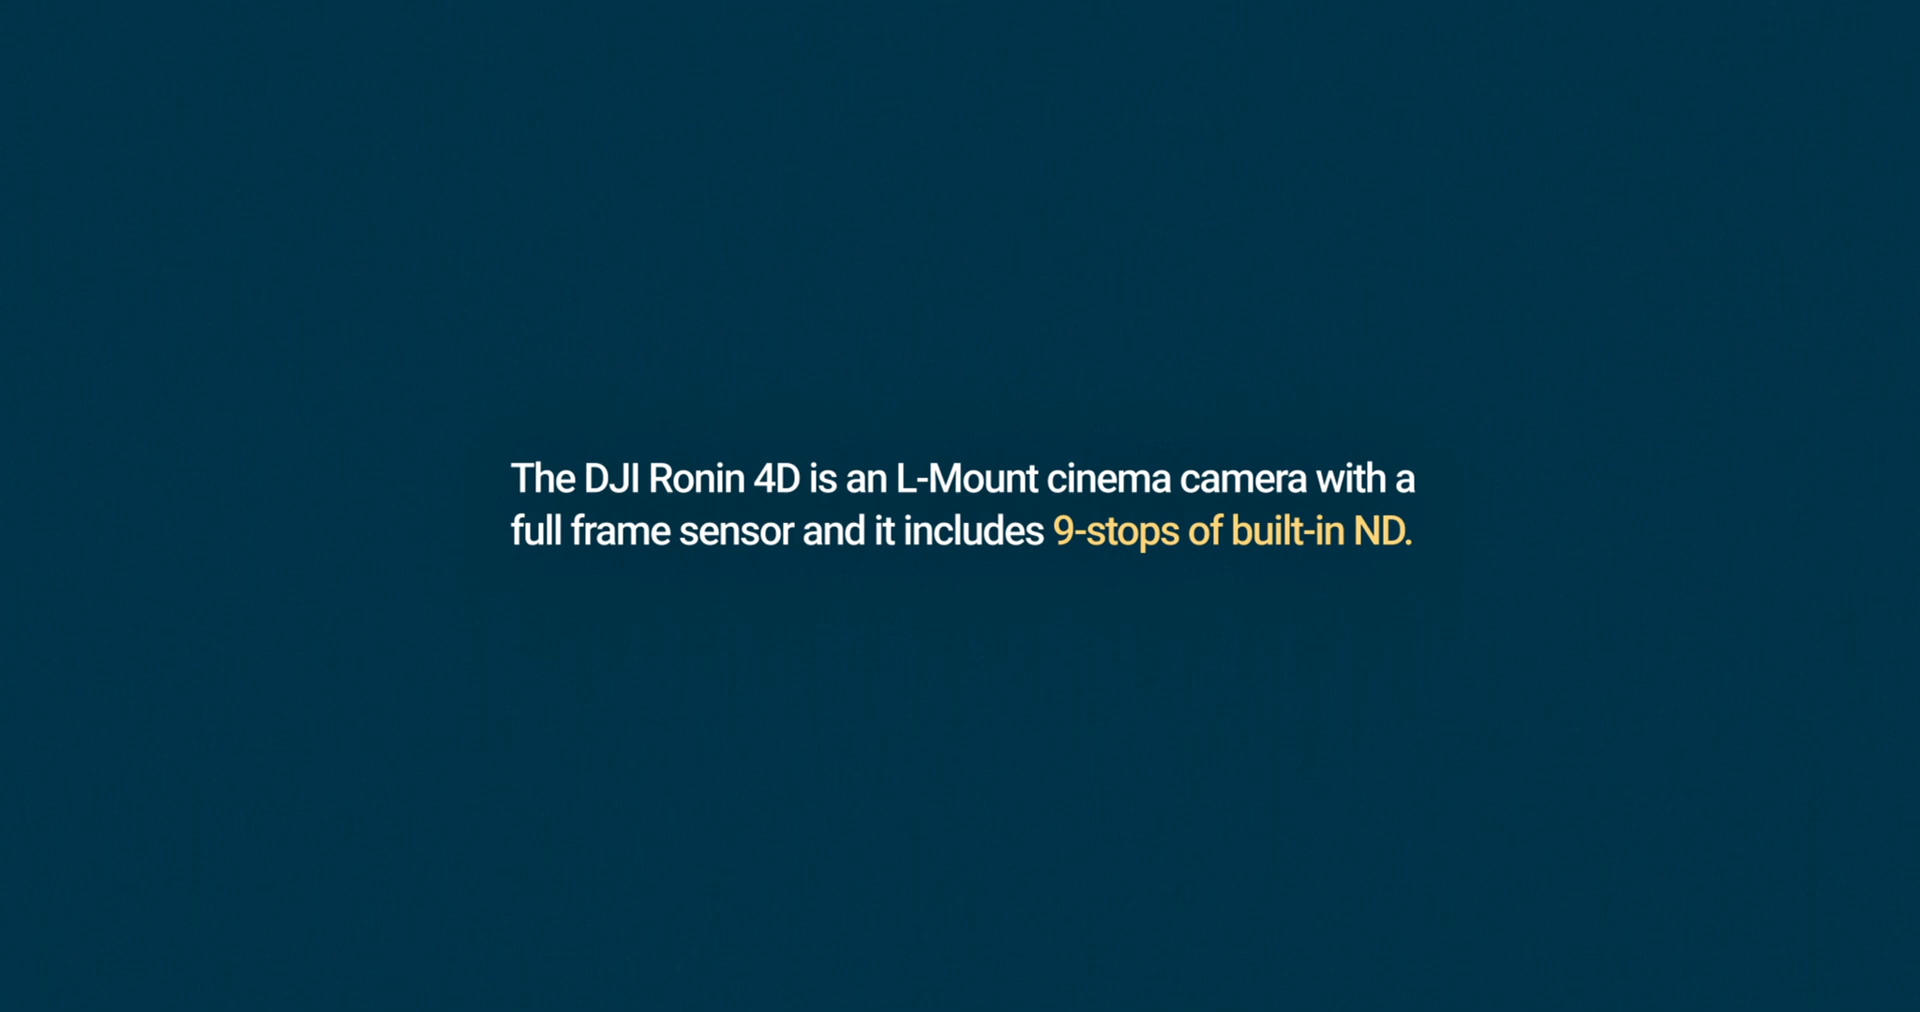 The DJI Ronin 4D is an L-Mount cinema camera with a
full frame sensor and it includes 9-stops of built-in ND.